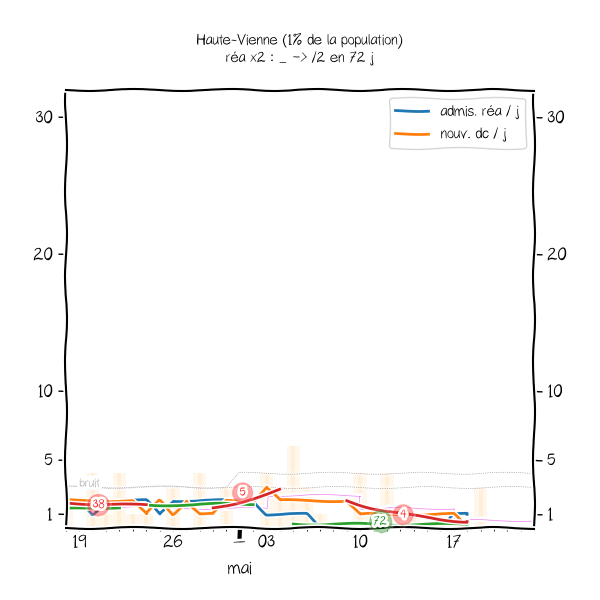 Haute-Vienne (1% de la population)
réa x2 : _ -> /2 en 72 j
admis. réa / j
nouv. dc / j
30 30
20 20
10 10
5 5
bruit
5
38
4
72
1 1
19 26 03 10 17
mai